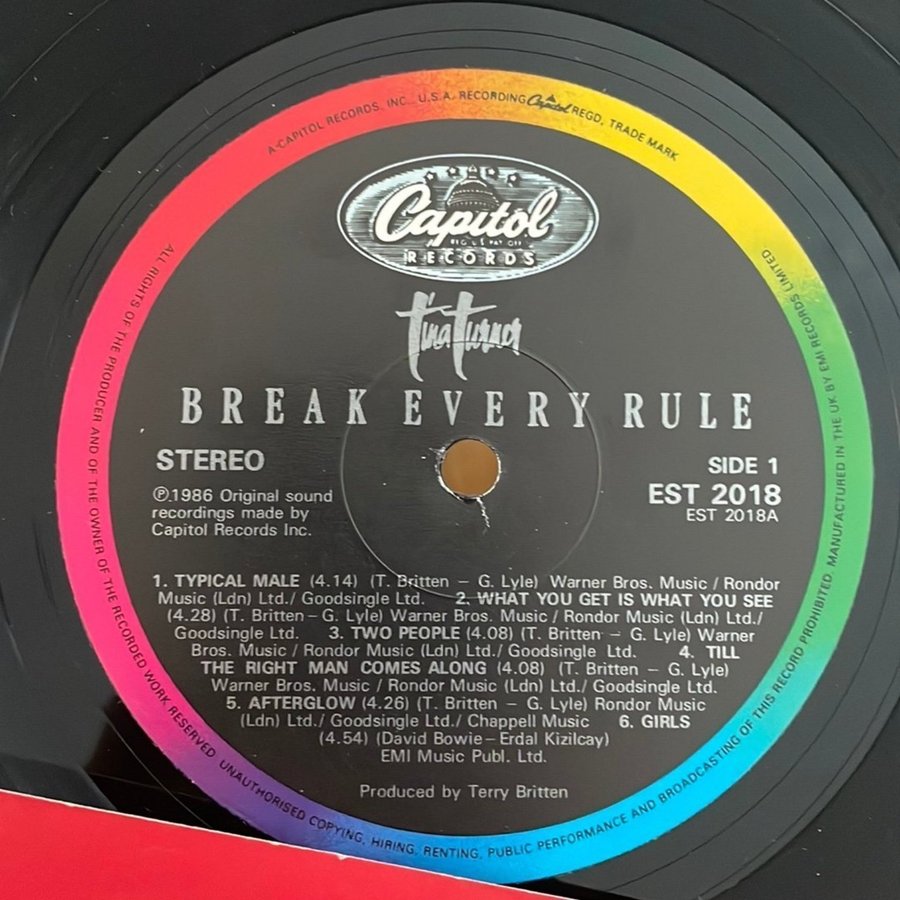 A-CAPITOL RECORDS, INC., U.S.A. RECORDING Capitol REGD, TRADE MARK
Capitol
REG. U.S. PAT. OFF.
RECORDS
Tina Turner
BREAK EVERY RULE
STEREO
SIDE 1
℗1986 Original sound
recordings made by
Capitol Records Inc.
EST 2018
EST 2018A
1. TYPICAL MALE (4.14) (T. Britten – G. Lyle) Warner Bros. Music / Rondor
Music (Ldn) Ltd./ Goodsingle Ltd. 2. WHAT YOU GET IS WHAT YOU SEE
(4.28) (T. Britten – G. Lyle) Warner Bros. Music / Rondor Music (Ldn) Ltd./
Goodsingle Ltd. 3. TWO PEOPLE (4.08) (T. Britten – G. Lyle) Warner
Bros. Music / Rondor Music (Ldn) Ltd./ Goodsingle Ltd. 4. TILL
THE RIGHT MAN COMES ALONG (4.08) (T. Britten – G. Lyle)
Warner Bros. Music / Rondor Music (Ldn) Ltd./ Goodsingle Ltd.
5. AFTERGLOW (4.26) (T. Britten – G. Lyle) Rondor Music
(Ldn) Ltd./ Goodsingle Ltd./ Chappell Music 6. GIRLS
(4.54) (David Bowie – Erdal Kizilcay)
EMI Music Publ. Ltd.
Produced by Terry Britten
ALL RIGHTS OF THE PRODUCER AND OF THE OWNER OF THE RECORDED WORK RESERVED. UNAUTHORISED COPYING, HIRING, RENTING, PUBLIC PERFORMANCE AND BROADCASTING OF THIS RECORD PROHIBITED. MANUFACTURED IN THE UK BY EMI RECORDS LIMITED.